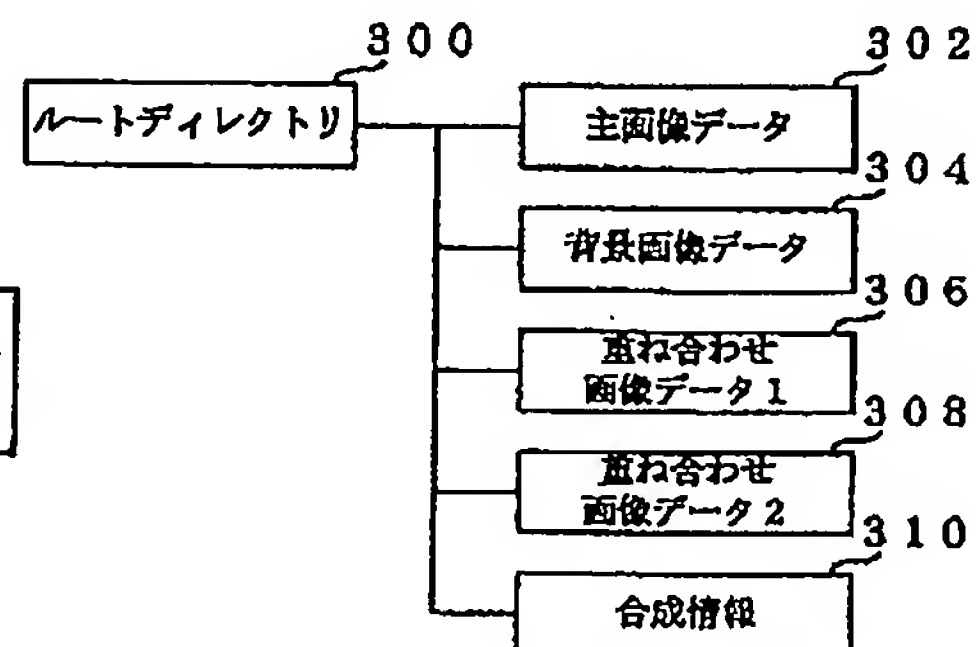 300
ルートディレクトリ
302
主画像データ
304
背景画像データ
306
重ね合わせ
画像データ1
308
重ね合わせ
画像データ2
310
合成情報